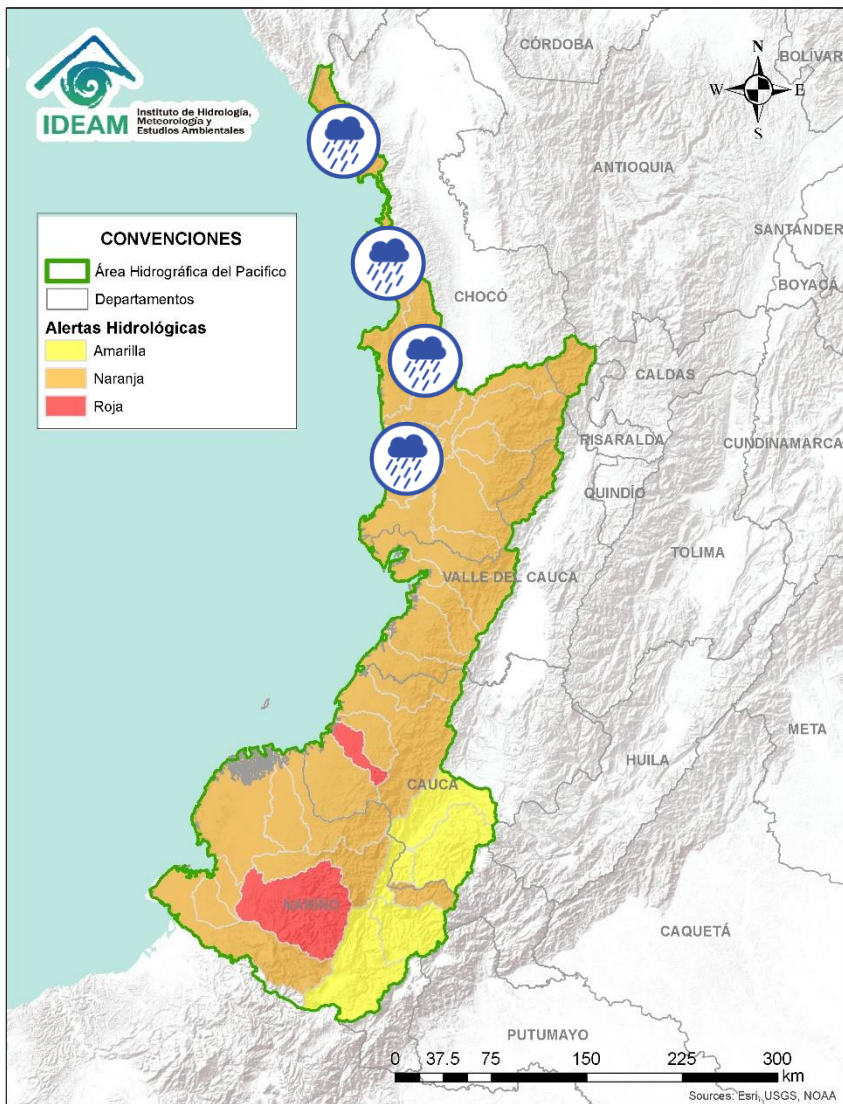 IDEAM
Instituto de Hidrología,
Meteorología y
Estudios Ambientales
N
W E
S
CÓRDOBA
BOLÍVAR
ANTIOQUIA
SANTANDER
BOYACÁ
CHOCÓ
CALDAS
RISARALDA
CUNDINAMARCA
QUINDÍO
TOLIMA
VALLE DEL CAUCA
META
HUILA
CAUCA
NARIÑO
CAQUETÁ
PUTUMAYO
CONVENCIONES
Área Hidrográfica del Pacifico
Departamentos
Alertas Hidrológicas
Amarilla
Naranja
Roja
0 37.5 75 150 225 300
km
Sources: Esri, USGS, NOAA